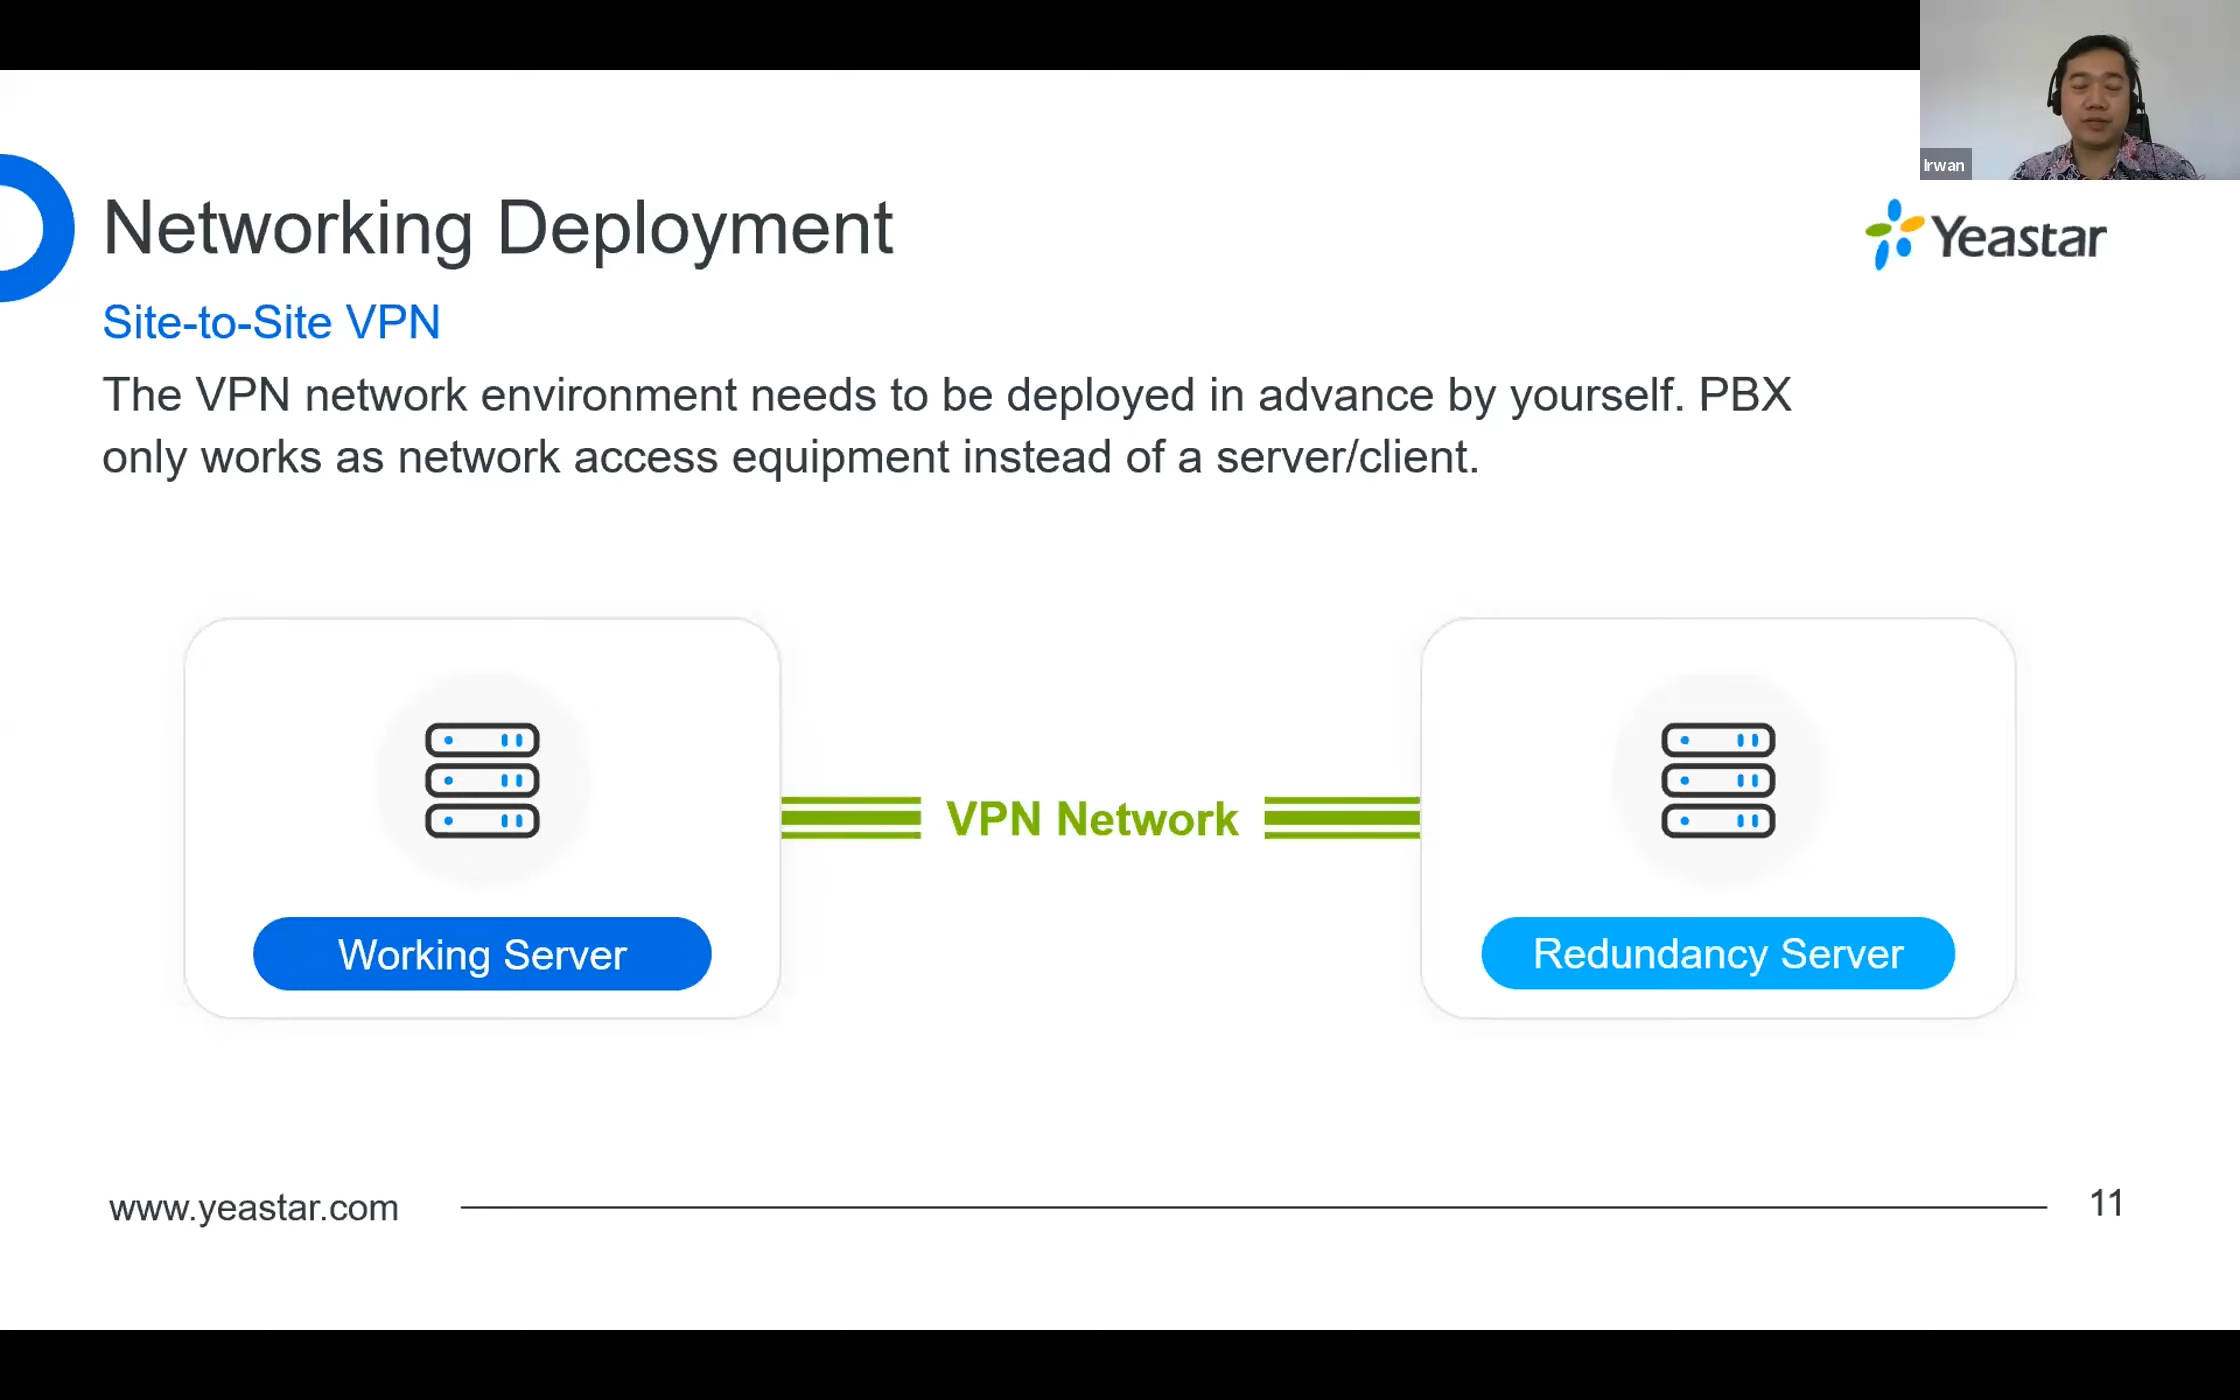 Irwan
Networking Deployment
Yeastar
Site-to-Site VPN
The VPN network environment needs to be deployed in advance by yourself. PBX
only works as network access equipment instead of a server/client.
VPN Network
Working Server
Redundancy Server
www.yeastar.com
11